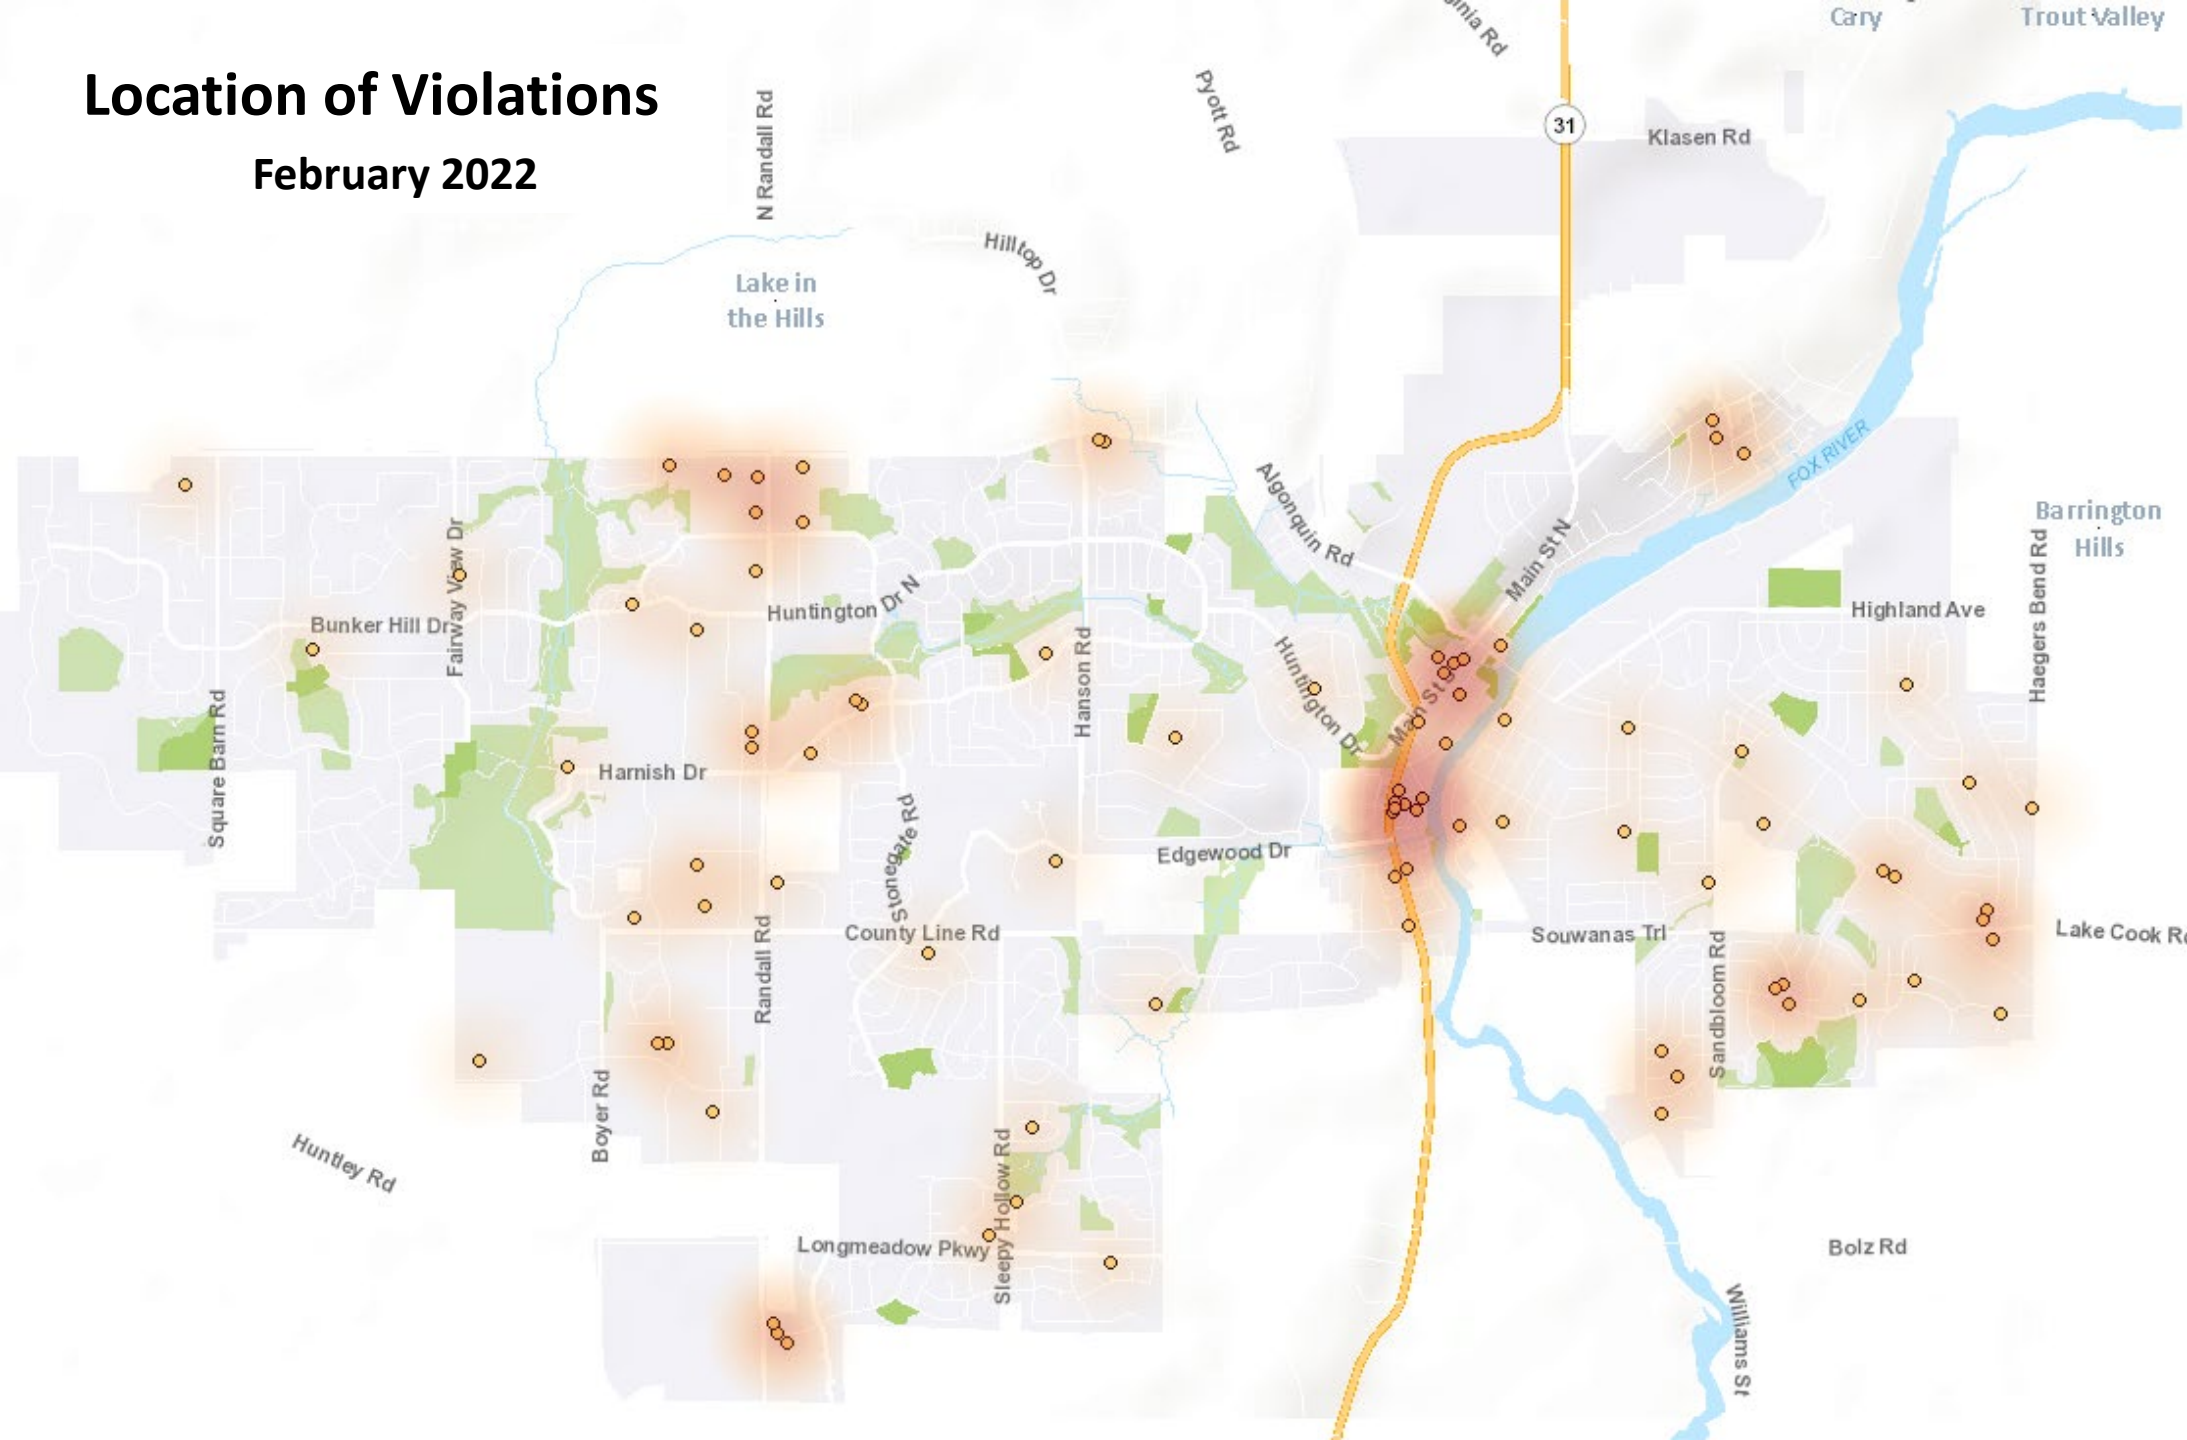 Location of Violations
February 2022
Cary
Trout Valley
Pyott Rd
N Randall Rd
31
Klasen Rd
Hilltop Dr
Lake in
the Hills
FOX RIVER
Algonquin Rd
Main St N
Barrington
Hills
Fairway View Dr
Bunker Hill Dr
Huntington Dr N
Highland Ave
Haegers Bend Rd
Hanson Rd
Huntington Dr
Main St S
Square Barn Rd
Harnish Dr
Stonegate Rd
Edgewood Dr
County Line Rd
Souwanas Trl
Lake Cook Rd
Randall Rd
Sandbloom Rd
Boyer Rd
Huntley Rd
Sleepy Hollow Rd
Longmeadow Pkwy
Bolz Rd
Williams St